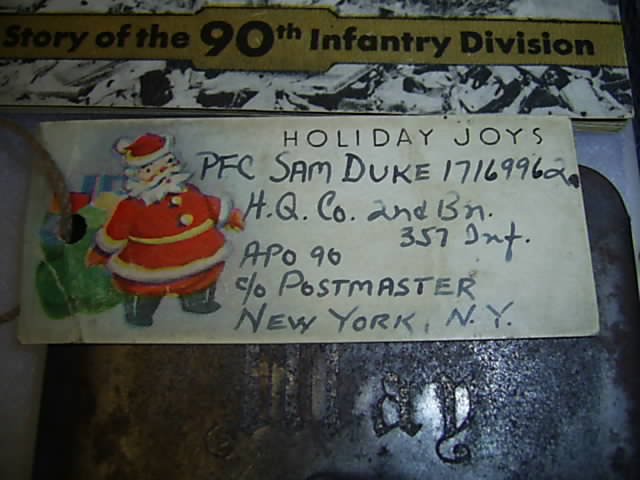 Story of the 90th Infantry Division
HOLIDAY JOYS
PFC SAM DUKE 17169962
H.Q. Co. 2nd Bn.
357 Inf.
APO 90
c/o POSTMASTER
NEW YORK, N.Y.